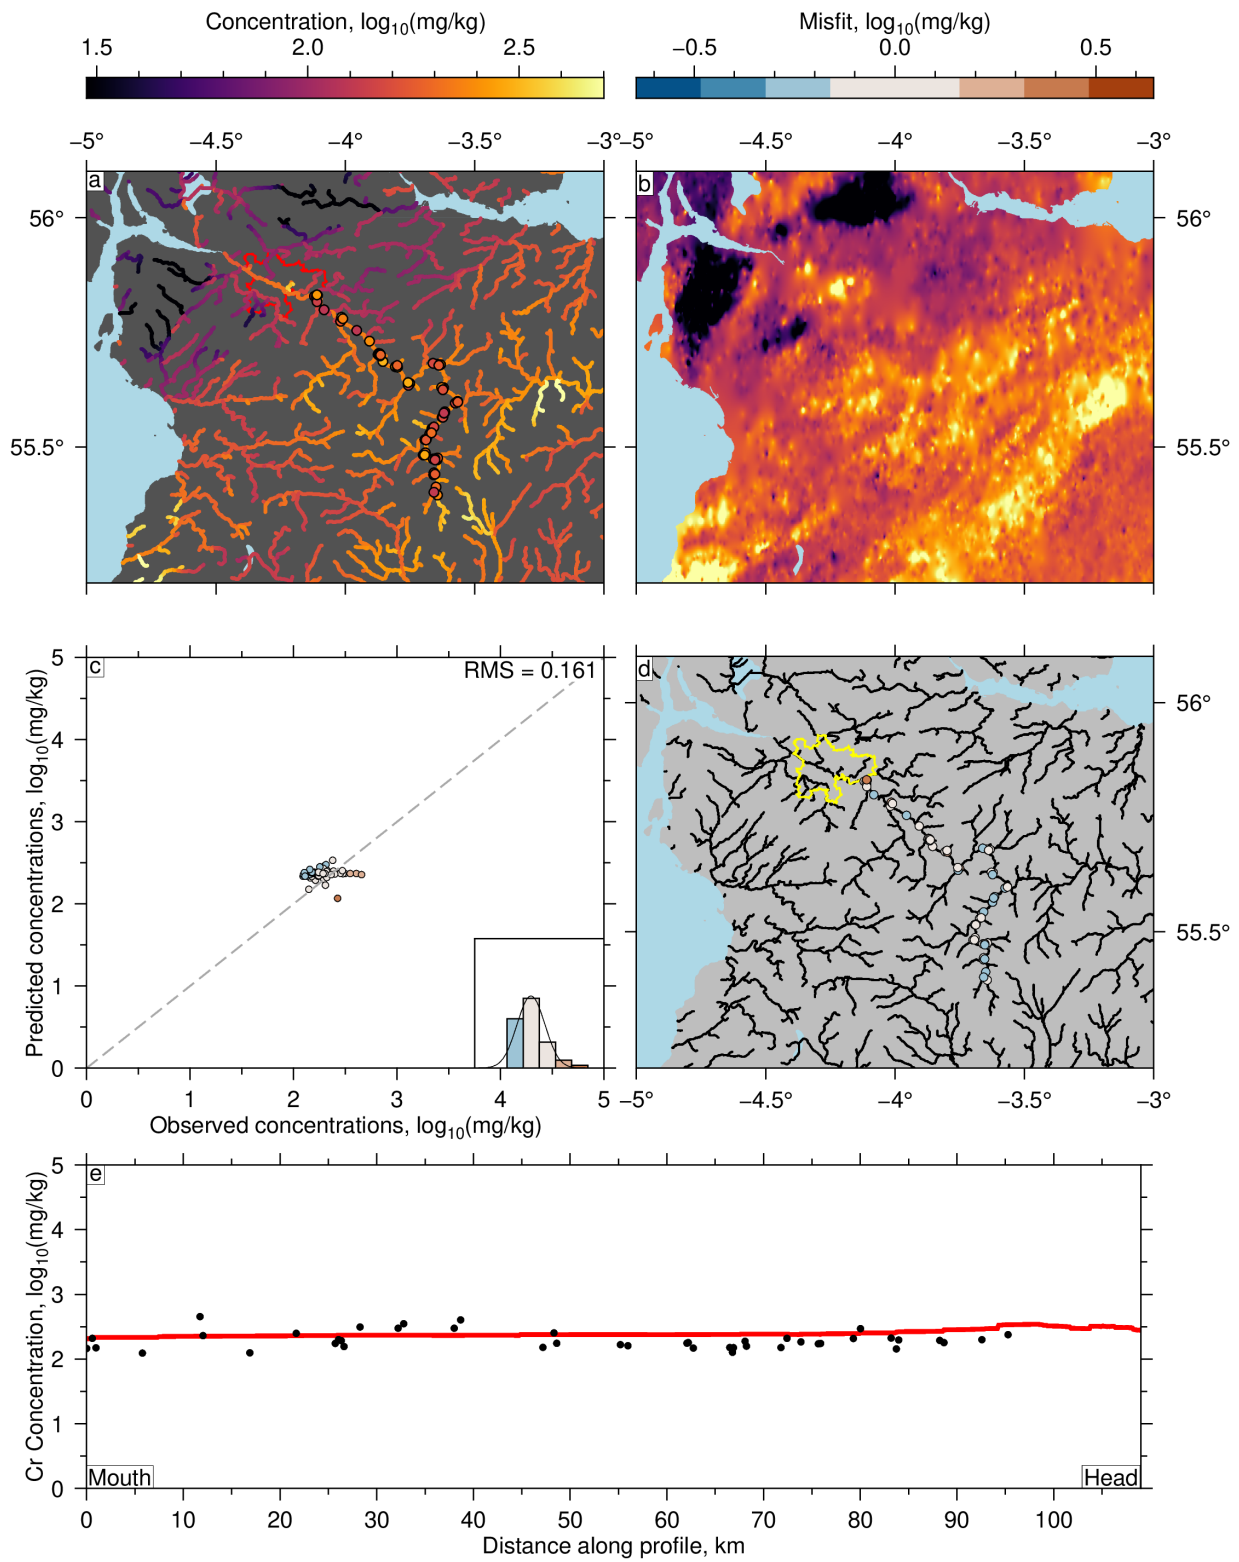 Concentration, log10(mg/kg)
Misfit, log10(mg/kg)
1.5 2.0 2.5
−0.5 0.0 0.5
−5° −4.5° −4° −3.5° −3°
−5° −4.5° −4° −3.5° −3°
a
b
56°
55.5°
56°
55.5°
c
RMS = 0.161
d
5
4
3
2
1
0
Predicted concentrations, log10(mg/kg)
56°
55.5°
0 1 2 3 4 5
−5° −4.5° −4° −3.5° −3°
Observed concentrations, log10(mg/kg)
e
5
4
3
2
1
0
Cr Concentration, log10(mg/kg)
Mouth
Head
0 10 20 30 40 50 60 70 80 90 100
Distance along profile, km